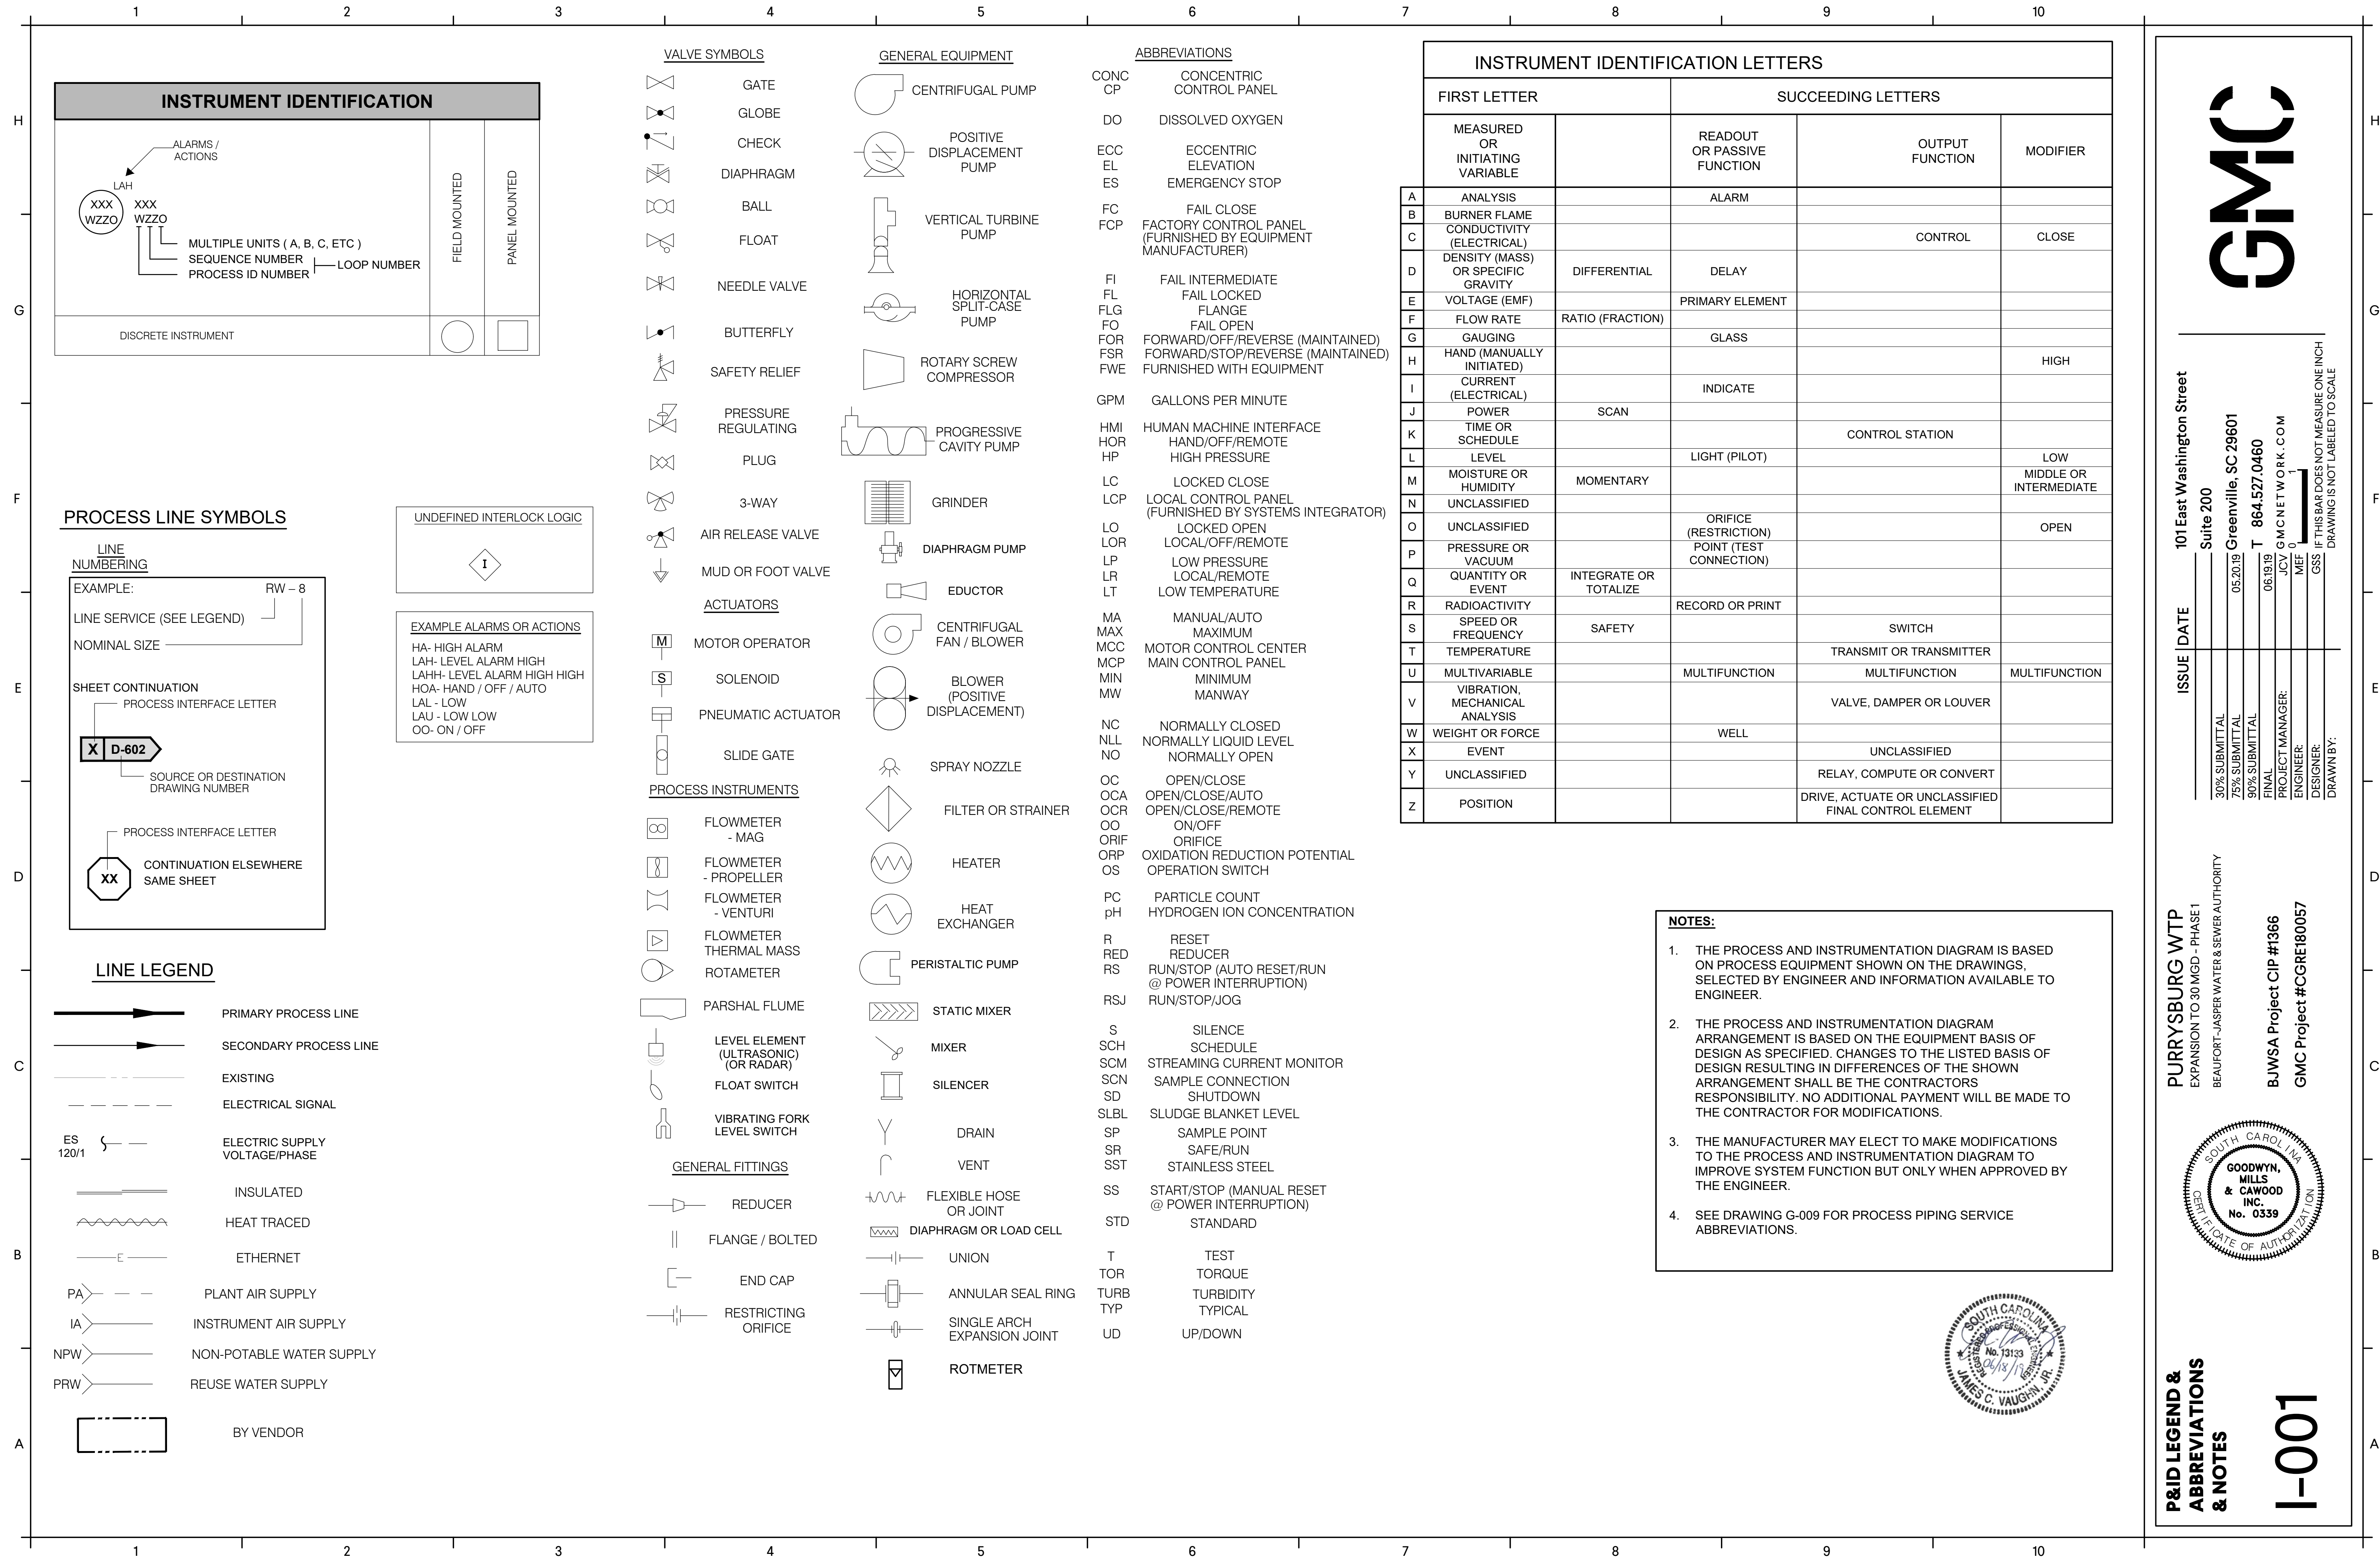 1 2 3 4 5 6 7 8 9 10
H
G
F
E
D
C
B
A
INSTRUMENT IDENTIFICATION
ALARMS /
ACTIONS
LAH
XXX
WZZO
XXX
WZZO
MULTIPLE UNITS ( A, B, C, ETC )
SEQUENCE NUMBER
PROCESS ID NUMBER
LOOP NUMBER
FIELD MOUNTED
PANEL MOUNTED
DISCRETE INSTRUMENT
PROCESS LINE SYMBOLS
LINE
NUMBERING
EXAMPLE: RW – 8
LINE SERVICE (SEE LEGEND)
NOMINAL SIZE
SHEET CONTINUATION
PROCESS INTERFACE LETTER
X D-602
SOURCE OR DESTINATION
DRAWING NUMBER
PROCESS INTERFACE LETTER
XX
CONTINUATION ELSEWHERE
SAME SHEET
UNDEFINED INTERLOCK LOGIC
I
EXAMPLE ALARMS OR ACTIONS
HA- HIGH ALARM
LAH- LEVEL ALARM HIGH
LAHH- LEVEL ALARM HIGH HIGH
HOA- HAND / OFF / AUTO
LAL - LOW
LAU - LOW LOW
OO- ON / OFF
LINE LEGEND
PRIMARY PROCESS LINE
SECONDARY PROCESS LINE
EXISTING
ELECTRICAL SIGNAL
ES
120/1
ELECTRIC SUPPLY
VOLTAGE/PHASE
INSULATED
HEAT TRACED
E ETHERNET
PA PLANT AIR SUPPLY
IA INSTRUMENT AIR SUPPLY
NPW NON-POTABLE WATER SUPPLY
PRW REUSE WATER SUPPLY
BY VENDOR
VALVE SYMBOLS
GATE
GLOBE
CHECK
DIAPHRAGM
BALL
FLOAT
NEEDLE VALVE
BUTTERFLY
SAFETY RELIEF
PRESSURE
REGULATING
PLUG
3-WAY
AIR RELEASE VALVE
MUD OR FOOT VALVE
ACTUATORS
M MOTOR OPERATOR
S SOLENOID
PNEUMATIC ACTUATOR
SLIDE GATE
PROCESS INSTRUMENTS
FLOWMETER
- MAG
FLOWMETER
- PROPELLER
FLOWMETER
- VENTURI
FLOWMETER
THERMAL MASS
ROTAMETER
PARSHAL FLUME
LEVEL ELEMENT
(ULTRASONIC)
(OR RADAR)
FLOAT SWITCH
VIBRATING FORK
LEVEL SWITCH
GENERAL FITTINGS
REDUCER
FLANGE / BOLTED
END CAP
RESTRICTING
ORIFICE
GENERAL EQUIPMENT
CENTRIFUGAL PUMP
POSITIVE
DISPLACEMENT
PUMP
VERTICAL TURBINE
PUMP
HORIZONTAL
SPLIT-CASE
PUMP
ROTARY SCREW
COMPRESSOR
PROGRESSIVE
CAVITY PUMP
GRINDER
DIAPHRAGM PUMP
EDUCTOR
CENTRIFUGAL
FAN / BLOWER
BLOWER
(POSITIVE
DISPLACEMENT)
SPRAY NOZZLE
FILTER OR STRAINER
HEATER
HEAT
EXCHANGER
PERISTALTIC PUMP
STATIC MIXER
MIXER
SILENCER
DRAIN
VENT
FLEXIBLE HOSE
OR JOINT
DIAPHRAGM OR LOAD CELL
UNION
ANNULAR SEAL RING
SINGLE ARCH
EXPANSION JOINT
ROTMETER
ABBREVIATIONS
CONC CONCENTRIC
CP CONTROL PANEL
DO DISSOLVED OXYGEN
ECC ECCENTRIC
EL ELEVATION
ES EMERGENCY STOP
FC FAIL CLOSE
FCP FACTORY CONTROL PANEL
(FURNISHED BY EQUIPMENT
MANUFACTURER)
FI FAIL INTERMEDIATE
FL FAIL LOCKED
FLG FLANGE
FO FAIL OPEN
FOR FORWARD/OFF/REVERSE (MAINTAINED)
FSR FORWARD/STOP/REVERSE (MAINTAINED)
FWE FURNISHED WITH EQUIPMENT
GPM GALLONS PER MINUTE
HMI HUMAN MACHINE INTERFACE
HOR HAND/OFF/REMOTE
HP HIGH PRESSURE
LC LOCKED CLOSE
LCP LOCAL CONTROL PANEL
(FURNISHED BY SYSTEMS INTEGRATOR)
LO LOCKED OPEN
LOR LOCAL/OFF/REMOTE
LP LOW PRESSURE
LR LOCAL/REMOTE
LT LOW TEMPERATURE
MA MANUAL/AUTO
MAX MAXIMUM
MCC MOTOR CONTROL CENTER
MCP MAIN CONTROL PANEL
MIN MINIMUM
MW MANWAY
NC NORMALLY CLOSED
NLL NORMALLY LIQUID LEVEL
NO NORMALLY OPEN
OC OPEN/CLOSE
OCA OPEN/CLOSE/AUTO
OCR OPEN/CLOSE/REMOTE
OO ON/OFF
ORIF ORIFICE
ORP OXIDATION REDUCTION POTENTIAL
OS OPERATION SWITCH
PC PARTICLE COUNT
pH HYDROGEN ION CONCENTRATION
R RESET
RED REDUCER
RS RUN/STOP (AUTO RESET/RUN
@ POWER INTERRUPTION)
RSJ RUN/STOP/JOG
S SILENCE
SCH SCHEDULE
SCM STREAMING CURRENT MONITOR
SCN SAMPLE CONNECTION
SD SHUTDOWN
SLBL SLUDGE BLANKET LEVEL
SP SAMPLE POINT
SR SAFE/RUN
SST STAINLESS STEEL
SS START/STOP (MANUAL RESET
@ POWER INTERRUPTION)
STD STANDARD
T TEST
TOR TORQUE
TURB TURBIDITY
TYP TYPICAL
UD UP/DOWN
INSTRUMENT IDENTIFICATION LETTERS
FIRST LETTER SUCCEEDING LETTERS
MEASURED
OR
INITIATING
VARIABLE
READOUT
OR PASSIVE
FUNCTION
OUTPUT
FUNCTION
MODIFIER
A ANALYSIS ALARM
B BURNER FLAME
C CONDUCTIVITY
(ELECTRICAL) CONTROL CLOSE
D DENSITY (MASS)
OR SPECIFIC
GRAVITY DIFFERENTIAL DELAY
E VOLTAGE (EMF) PRIMARY ELEMENT
F FLOW RATE RATIO (FRACTION)
G GAUGING GLASS
H HAND (MANUALLY
INITIATED) HIGH
I CURRENT
(ELECTRICAL) INDICATE
J POWER SCAN
K TIME OR
SCHEDULE CONTROL STATION
L LEVEL LIGHT (PILOT) LOW
M MOISTURE OR
HUMIDITY MOMENTARY MIDDLE OR
INTERMEDIATE
N UNCLASSIFIED
O UNCLASSIFIED ORIFICE
(RESTRICTION) OPEN
P PRESSURE OR
VACUUM POINT (TEST
CONNECTION)
Q QUANTITY OR
EVENT INTEGRATE OR
TOTALIZE
R RADIOACTIVITY RECORD OR PRINT
S SPEED OR
FREQUENCY SAFETY SWITCH
T TEMPERATURE TRANSMIT OR TRANSMITTER
U MULTIVARIABLE MULTIFUNCTION MULTIFUNCTION MULTIFUNCTION
V VIBRATION,
MECHANICAL
ANALYSIS VALVE, DAMPER OR LOUVER
W WEIGHT OR FORCE WELL
X EVENT UNCLASSIFIED
Y UNCLASSIFIED RELAY, COMPUTE OR CONVERT
Z POSITION DRIVE, ACTUATE OR UNCLASSIFIED
FINAL CONTROL ELEMENT
NOTES:
1. THE PROCESS AND INSTRUMENTATION DIAGRAM IS BASED
ON PROCESS EQUIPMENT SHOWN ON THE DRAWINGS,
SELECTED BY ENGINEER AND INFORMATION AVAILABLE TO
ENGINEER.
2. THE PROCESS AND INSTRUMENTATION DIAGRAM
ARRANGEMENT IS BASED ON THE EQUIPMENT BASIS OF
DESIGN AS SPECIFIED. CHANGES TO THE LISTED BASIS OF
DESIGN RESULTING IN DIFFERENCES OF THE SHOWN
ARRANGEMENT SHALL BE THE CONTRACTORS
RESPONSIBILITY. NO ADDITIONAL PAYMENT WILL BE MADE TO
THE CONTRACTOR FOR MODIFICATIONS.
3. THE MANUFACTURER MAY ELECT TO MAKE MODIFICATIONS
TO THE PROCESS AND INSTRUMENTATION DIAGRAM TO
IMPROVE SYSTEM FUNCTION BUT ONLY WHEN APPROVED BY
THE ENGINEER.
4. SEE DRAWING G-009 FOR PROCESS PIPING SERVICE
ABBREVIATIONS.
SOUTH CAROLINA
REGISTERED PROFESSIONAL ENGINEER
No. 13133
06/18/19
JAMES C. VAUGHN, JR.
GMC
101 East Washington Street
Suite 200
Greenville, SC 29601
T 864.527.0460
GMCNETWORK.COM
0 1
IF THIS BAR DOES NOT MEASURE ONE INCH
DRAWING IS NOT LABELED TO SCALE
ISSUE DATE
30% SUBMITTAL
75% SUBMITTAL 05.20.19
90% SUBMITTAL
FINAL 06.19.19
PROJECT MANAGER: JCV
ENGINEER: MEF
DESIGNER: GSS
DRAWN BY:
PURRYSBURG WTP
EXPANSION TO 30 MGD - PHASE 1
BEAUFORT-JASPER WATER & SEWER AUTHORITY
BJWSA Project CIP #1366
GMC Project #CGRE180057
SOUTH CAROLINA
GOODWYN,
MILLS
& CAWOOD
INC.
No. 0339
CERTIFICATE OF AUTHORIZATION
P&ID LEGEND &
ABBREVIATIONS
& NOTES
I-001
H
G
F
E
D
C
B
A
1 2 3 4 5 6 7 8 9 10